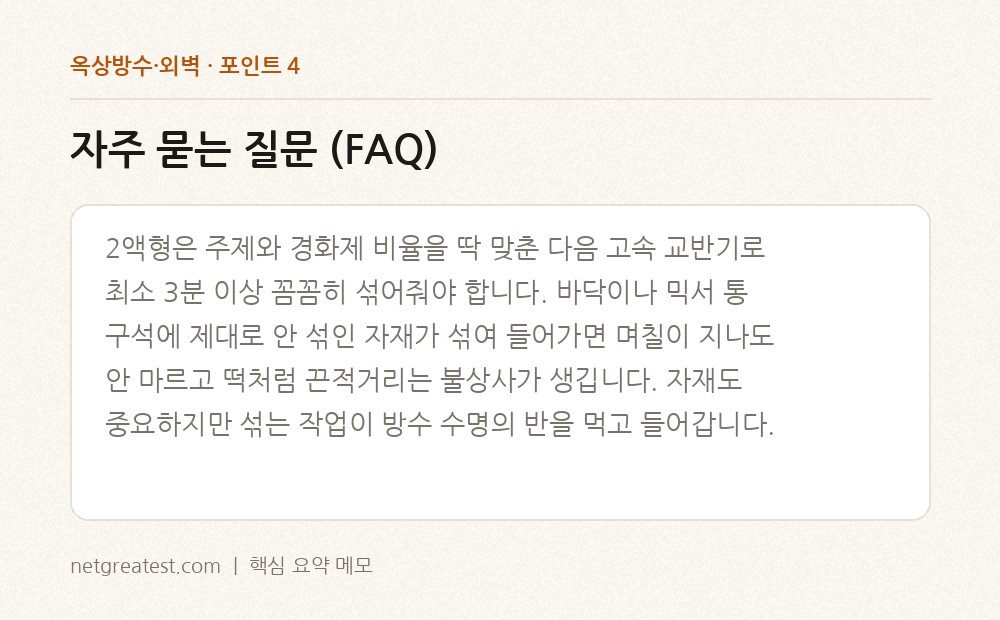 옥상방수·외벽 · 포인트 4
자주 묻는 질문 (FAQ)
2액형은 주제와 경화제 비율을 딱 맞춘 다음 고속 교반기로
최소 3분 이상 꼼꼼히 섞어줘야 합니다. 바닥이나 믹서 통
구석에 제대로 안 섞인 자재가 섞여 들어가면 며칠이 지나도
안 마르고 떡처럼 끈적거리는 불상사가 생깁니다. 자재도
중요하지만 섞는 작업이 방수 수명의 반을 먹고 들어갑니다.
netgreatest.com | 핵심 요약 메모